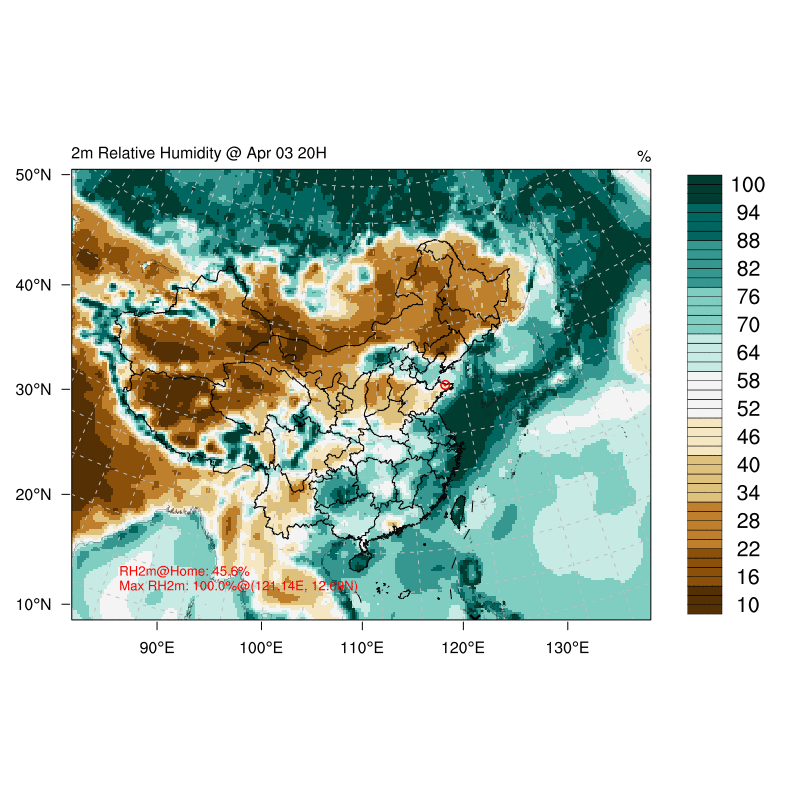 2m Relative Humidity @ Apr 03 20H
%
50°N
40°N
30°N
20°N
10°N
90°E
100°E
110°E
120°E
130°E
100
94
88
82
76
70
64
58
52
46
40
34
28
22
16
10
RH2m@Home: 45.6%
Max RH2m: 100.0%@(121.14E, 12.69N)